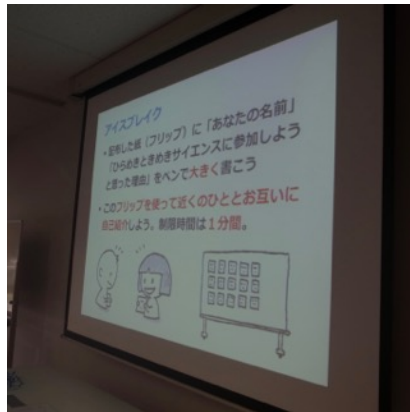 アイスブレイク
・配布した紙（フリップ）に「あなたの名前」
「ひらめきときめきサイエンスに参加しよう
と思った理由」をペンで大きく書こう
・このフリップを使って近くのひととお互いに
自己紹介しよう。制限時間は１分間。